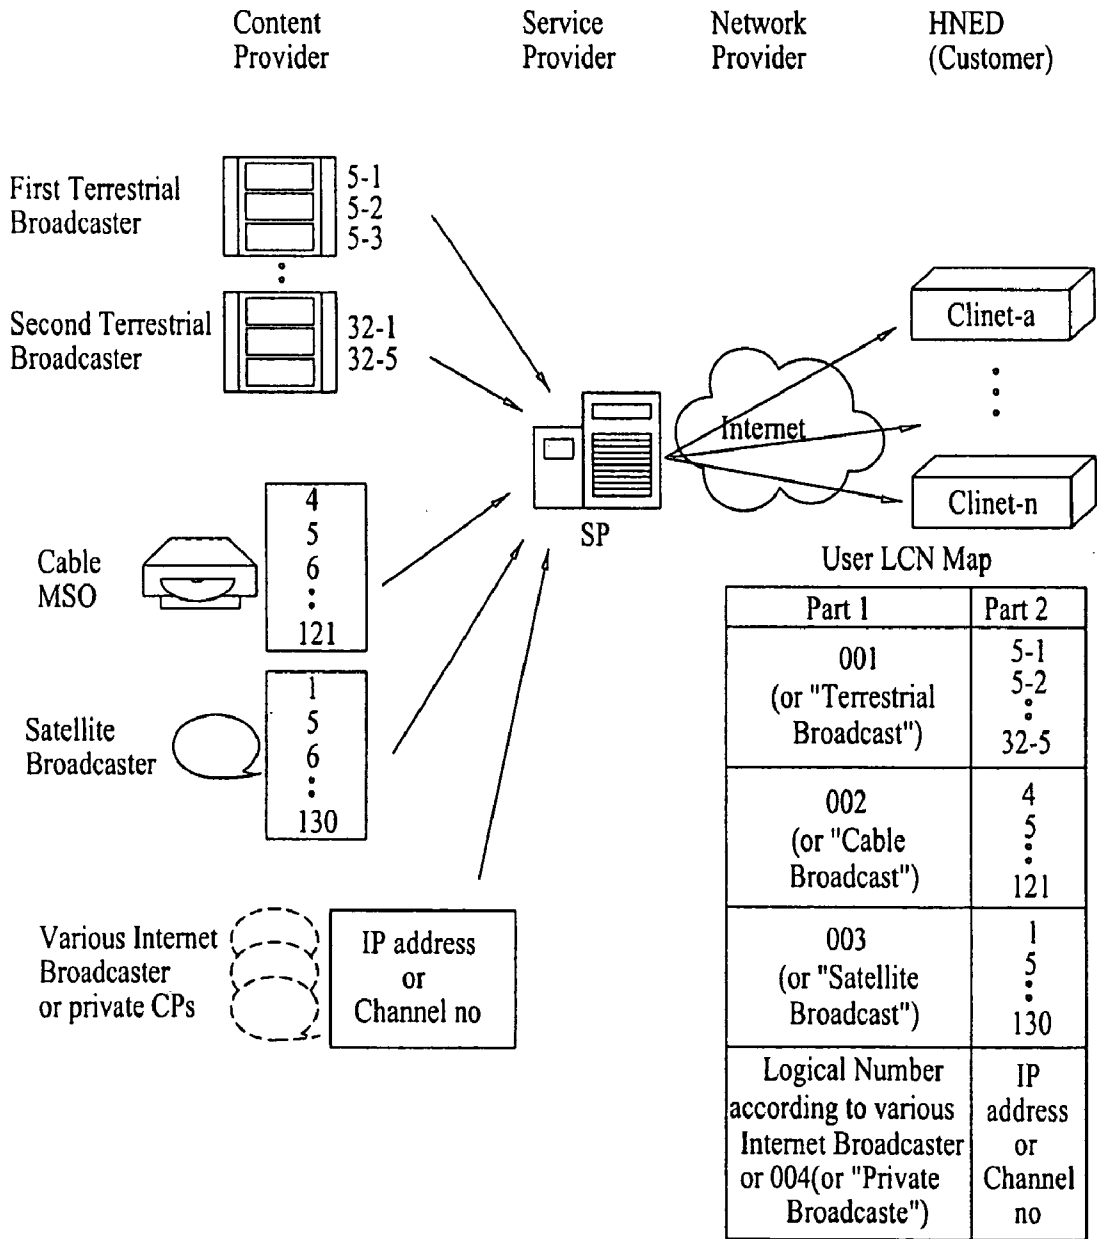 Content
Provider
Service
Provider
Network
Provider
HNED
(Customer)
First Terrestrial
Broadcaster
5-1
5-2
5-3
Second Terrestrial
Broadcaster
32-1
32-5
Cable
MSO
4
5
6
121
Satellite
Broadcaster
1
5
6
130
Various Internet
Broadcaster
or private CPs
IP address
or
Channel no
SP
Internet
Clinet-a
Clinet-n
User LCN Map
Part 1
Part 2
001
(or "Terrestrial
Broadcast")
5-1
5-2
32-5
002
(or "Cable
Broadcast")
4
5
121
003
(or "Satellite
Broadcast")
1
5
130
Logical Number
according to various
Internet Broadcaster
or 004(or "Private
Broadcaste")
IP
address
or
Channel
no